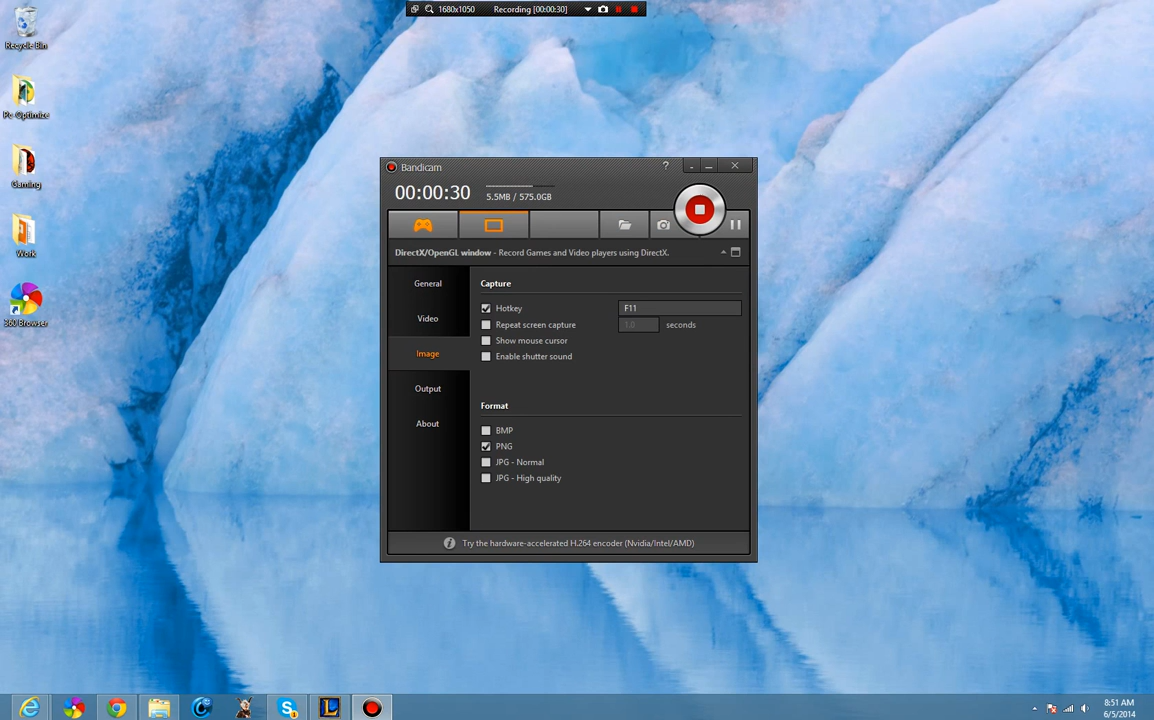 1680x1050 Recording [00:00:30]
Recycle Bin
Pc Optimize
Gaming
Work
360 Browser
Bandicam ?
00:00:30 5.5MB / 575.0GB
DirectX/OpenGL window - Record Games and Video players using DirectX.
General
Video
Image
Output
About
Capture
Hotkey F11
Repeat screen capture 1.0 seconds
Show mouse cursor
Enable shutter sound
Format
BMP
PNG
JPG - Normal
JPG - High quality
Try the hardware-accelerated H.264 encoder (Nvidia/Intel/AMD)
8:51 AM
6/5/2014